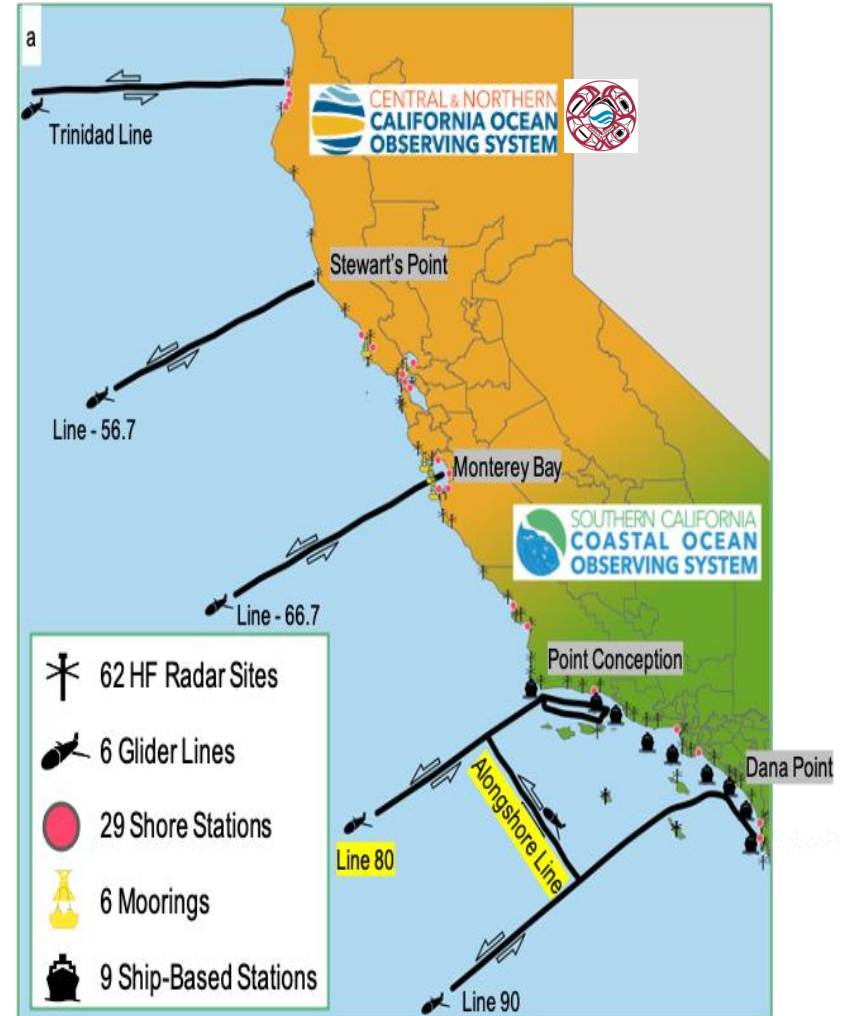 a
Trinidad Line
CENTRAL & NORTHERN
CALIFORNIA OCEAN
OBSERVING SYSTEM
Stewart's Point
Line - 56.7
Monterey Bay
SOUTHERN CALIFORNIA
COASTAL OCEAN
OBSERVING SYSTEM
Line - 66.7
Point Conception
62 HF Radar Sites
6 Glider Lines
29 Shore Stations
6 Moorings
9 Ship-Based Stations
Dana Point
Alongshore Line
Line 80
Line 90